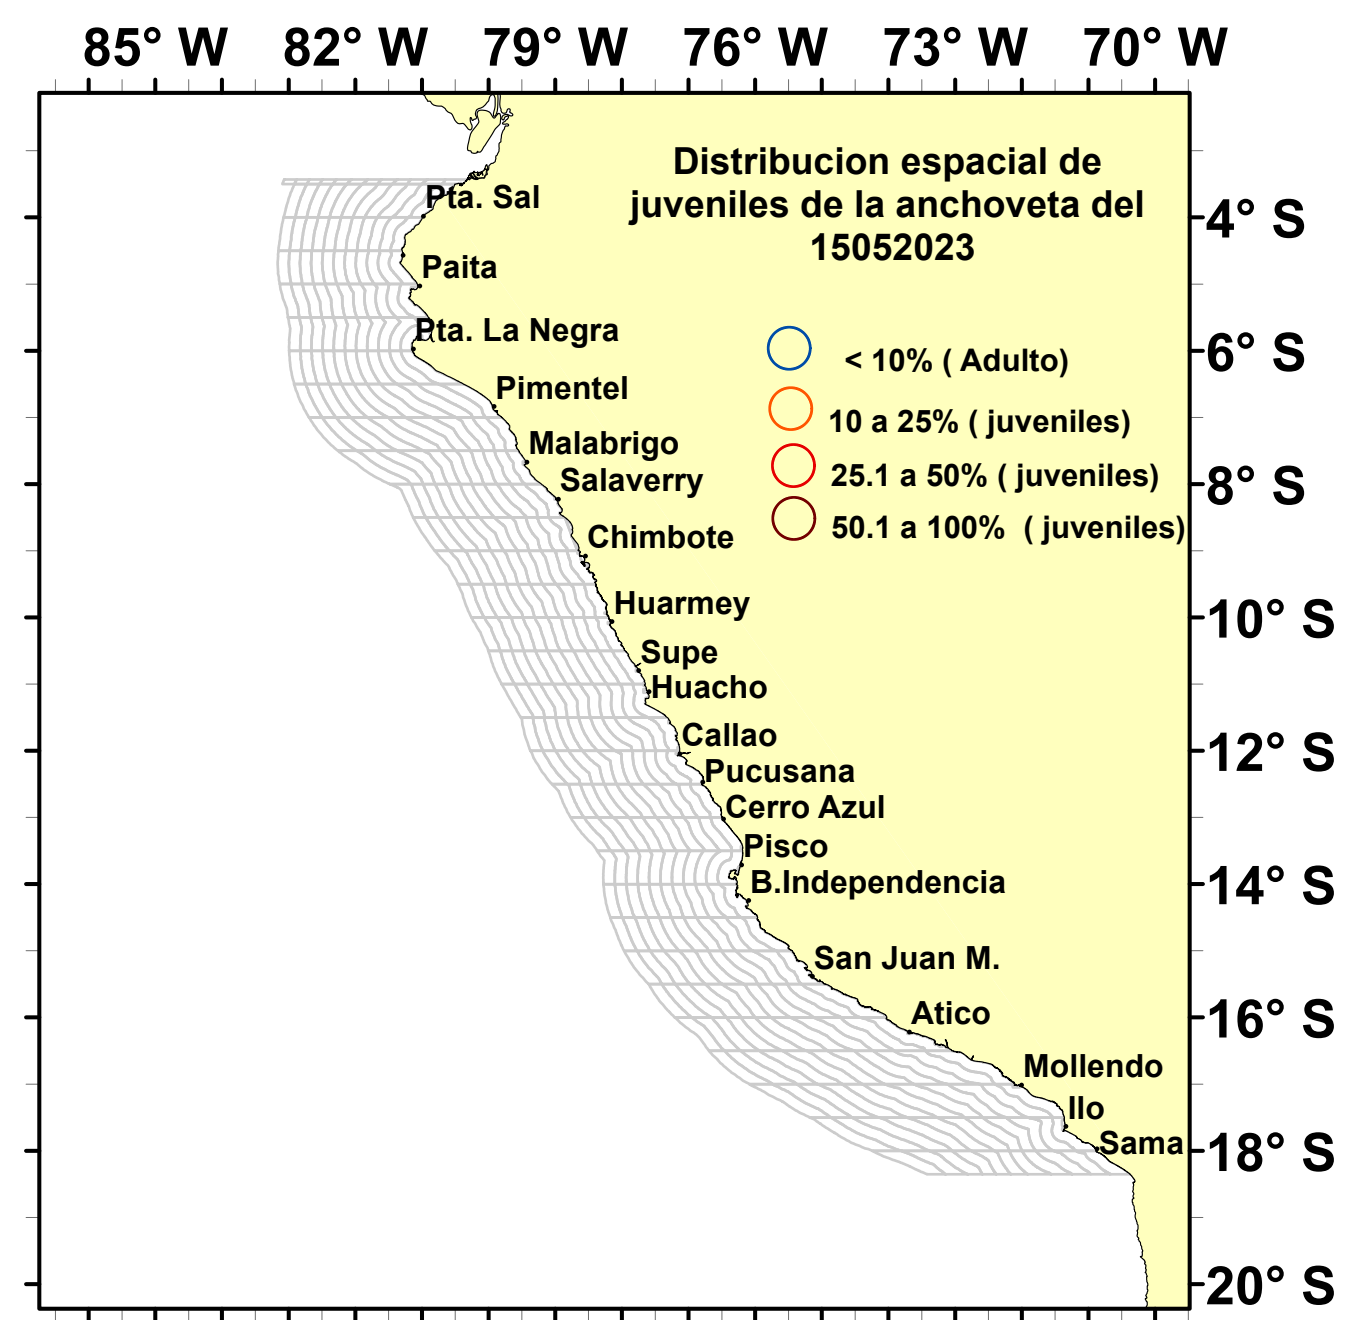 85° W 82° W 79° W 76° W 73° W 70° W
Distribucion espacial de
juveniles de la anchoveta del
15052023
Pta. Sal
4° S
Paita
Pta. La Negra
< 10% ( Adulto)
6° S
Pimentel
10 a 25% ( juveniles)
Malabrigo
25.1 a 50% ( juveniles)
Salaverry
8° S
50.1 a 100%  ( juveniles)
Chimbote
Huarmey
10° S
Supe
Huacho
Callao
12° S
Pucusana
Cerro Azul
Pisco
B.Independencia
14° S
San Juan M.
Atico
16° S
Mollendo
Ilo
Sama
18° S
20° S